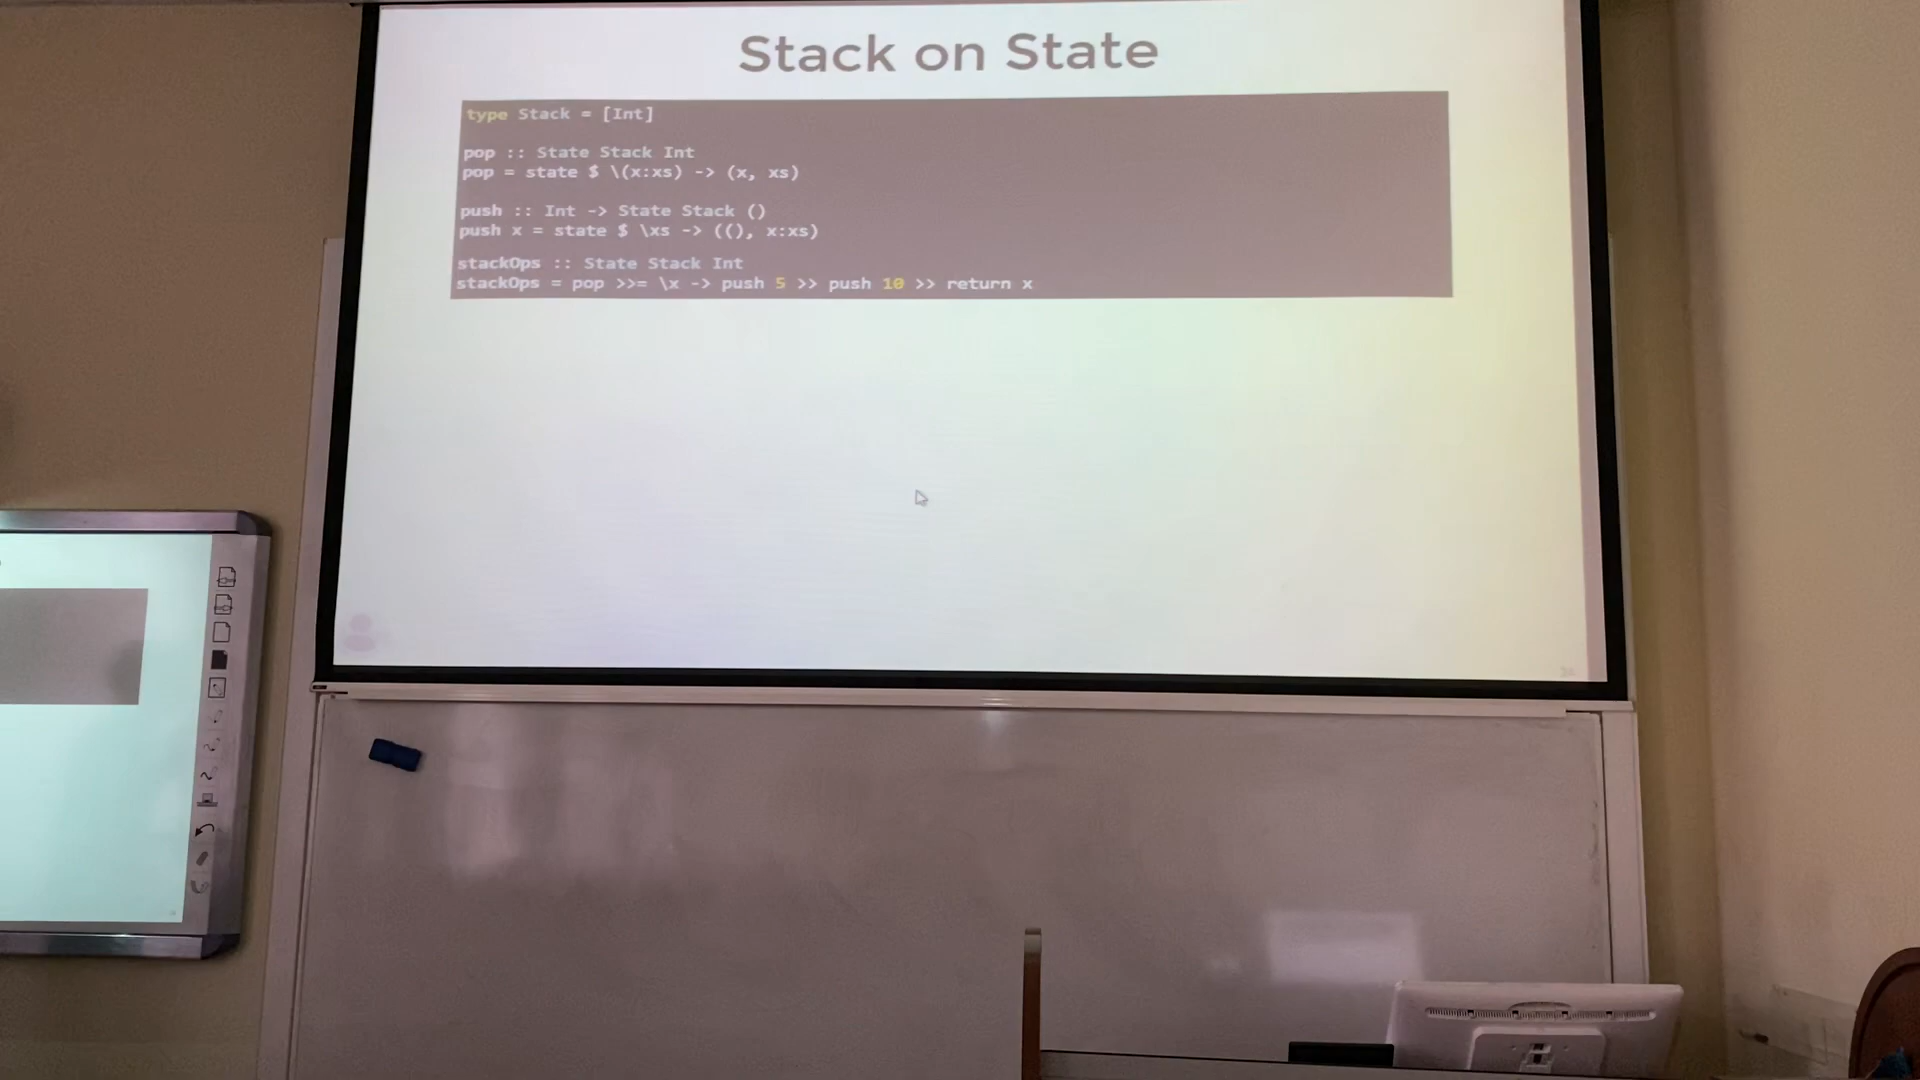 Stack on State
type Stack = [Int]
pop :: State Stack Int
pop = state $ \(x:xs) -> (x, xs)
push :: Int -> State Stack ()
push x = state $ \xs -> ((), x:xs)
stackOps :: State Stack Int
stackOps = pop >>= \x -> push 5 >> push 10 >> return x